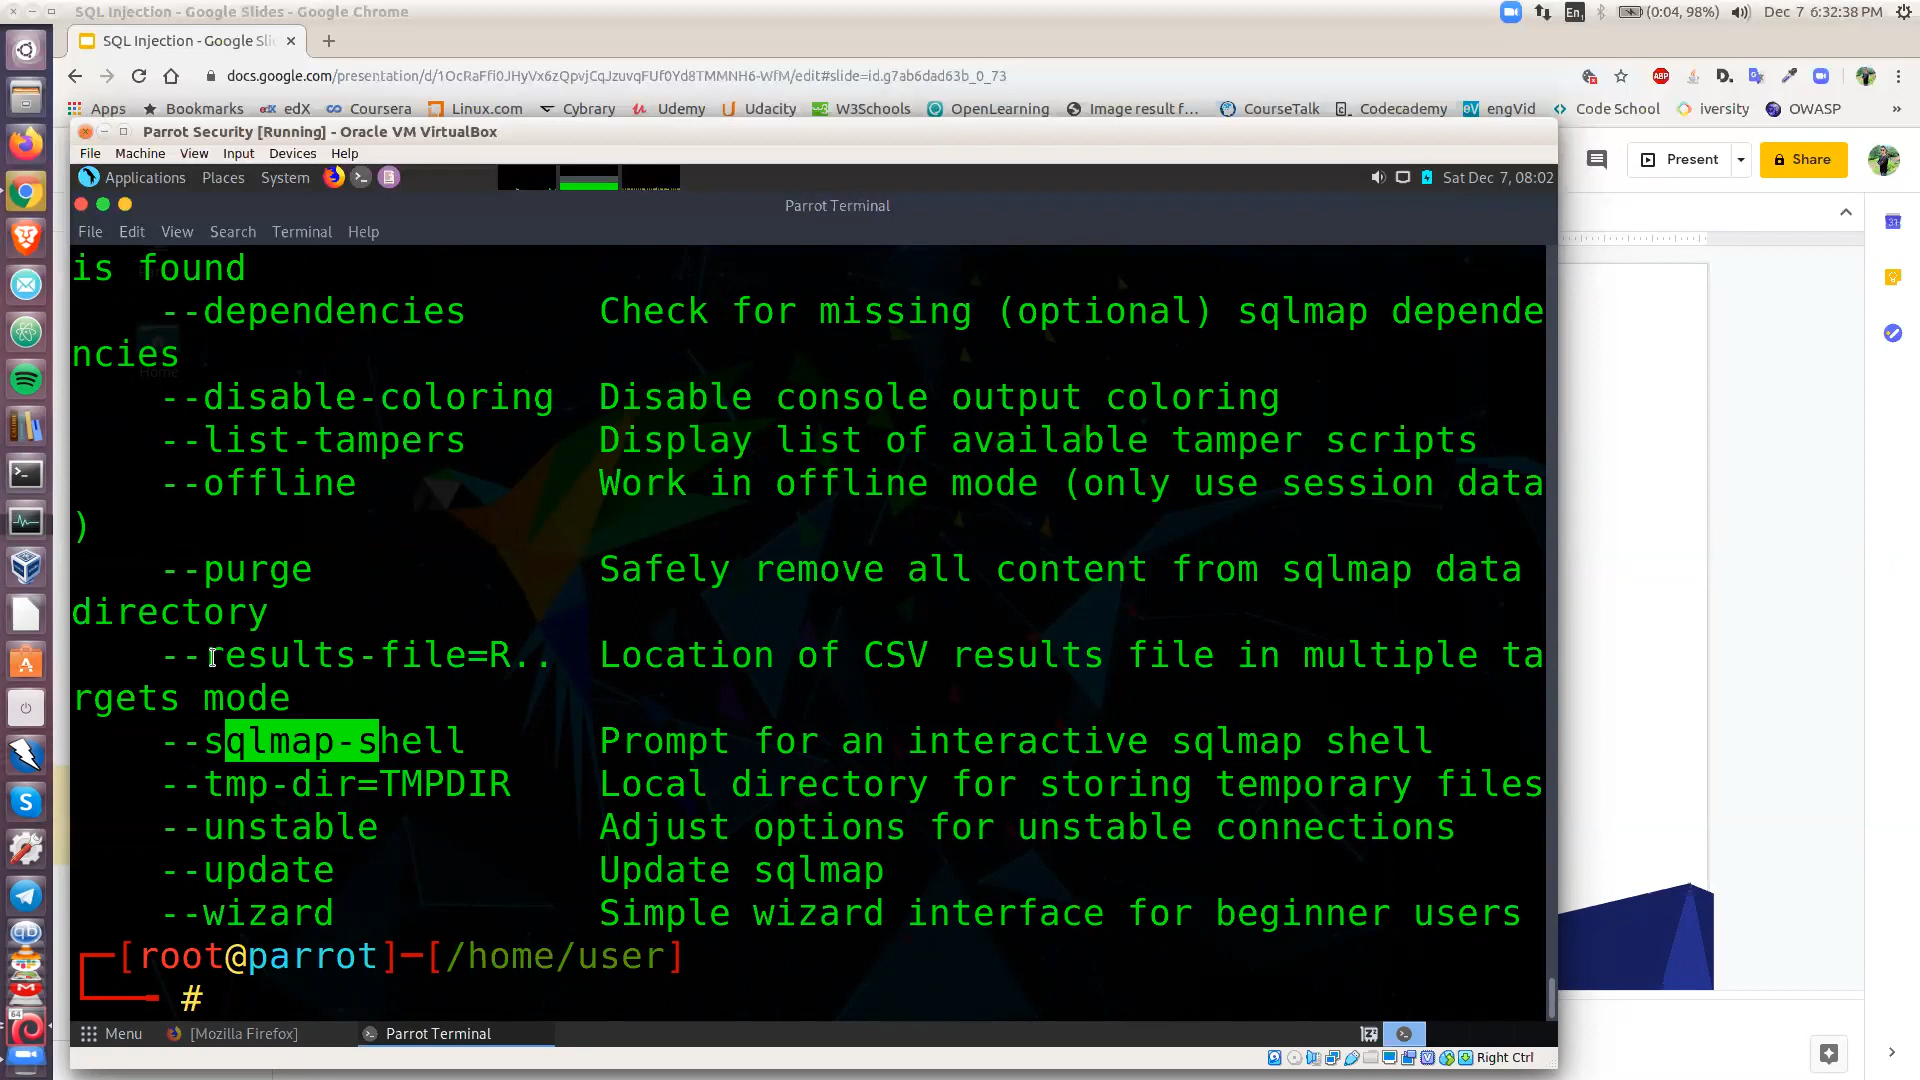 SQL Injection - Google Slides - Google Chrome
En
(0:04, 98%)
Dec 7 6:32:38 PM
SQL Injection - Google Sli
docs.google.com/presentation/d/1OcRaFfi0JHyVx6zQpvjCqJzuvqFUf0Yd8TMMNH6-WfM/edit#slide=id.g7ab6dad63b_0_73
ABP
D.
Apps
Bookmarks
edX
Coursera
Linux.com
Cybrary
Udemy
Udacity
W3Schools
OpenLearning
Image result f...
CourseTalk
Codecademy
engVid
Code School
iversity
OWASP
»
Parrot Security [Running] - Oracle VM VirtualBox
File Machine View Input Devices Help
Present
Share
Applications Places System
Sat Dec 7, 08:02
Parrot Terminal
File Edit View Search Terminal Help
is found
--dependencies Check for missing (optional) sqlmap depende
ncies
--disable-coloring Disable console output coloring
--list-tampers Display list of available tamper scripts
--offline Work in offline mode (only use session data
)
--purge Safely remove all content from sqlmap data
directory
--results-file=R.. Location of CSV results file in multiple ta
rgets mode
--sqlmap-shell Prompt for an interactive sqlmap shell
--tmp-dir=TMPDIR Local directory for storing temporary files
--unstable Adjust options for unstable connections
--update Update sqlmap
--wizard Simple wizard interface for beginner users
[root@parrot]─[/home/user]
#
Menu
[Mozilla Firefox]
Parrot Terminal
Right Ctrl